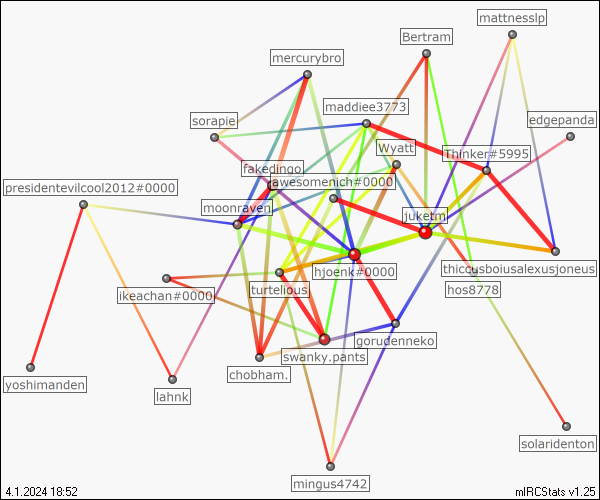 mattnesslp
Bertram
mercurybro
maddiee3773
edgepanda
sorapie
Wyatt
Thinker#5995
fakedingo
awesomenich#0000
presidentevilcool2012#0000
moonraven
juketm
hjoenk#0000
thiccusboiusalexusjoneus
turtelious
hos8778
ikeachan#0000
gorudenneko
swanky.pants
chobham.
yoshimanden
lahnk
solaridenton
mingus4742
4.1.2024 18:52
mIRCStats v1.25